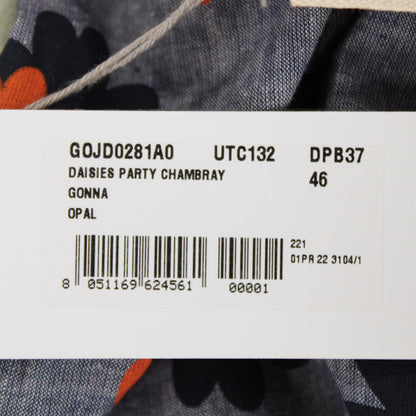 GOJD0281A0 UTC132 DPB37
DAISIES PARTY CHAMBRAY 46
GONNA
OPAL
221
01PR 22 3104/1
8 051169 624561 00001